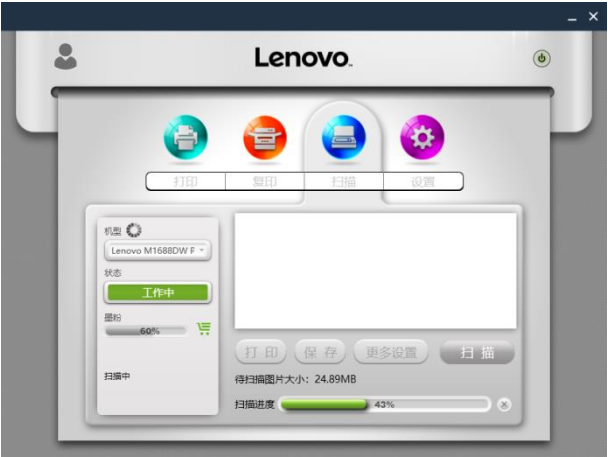 Lenovo
打印 复印 扫描 设置
机型
Lenovo M1688DW F
状态
工作中
墨粉
60%
扫描中
打 印 保 存 更多设置 扫 描
待扫描图片大小: 24.89MB
扫描进度 43%